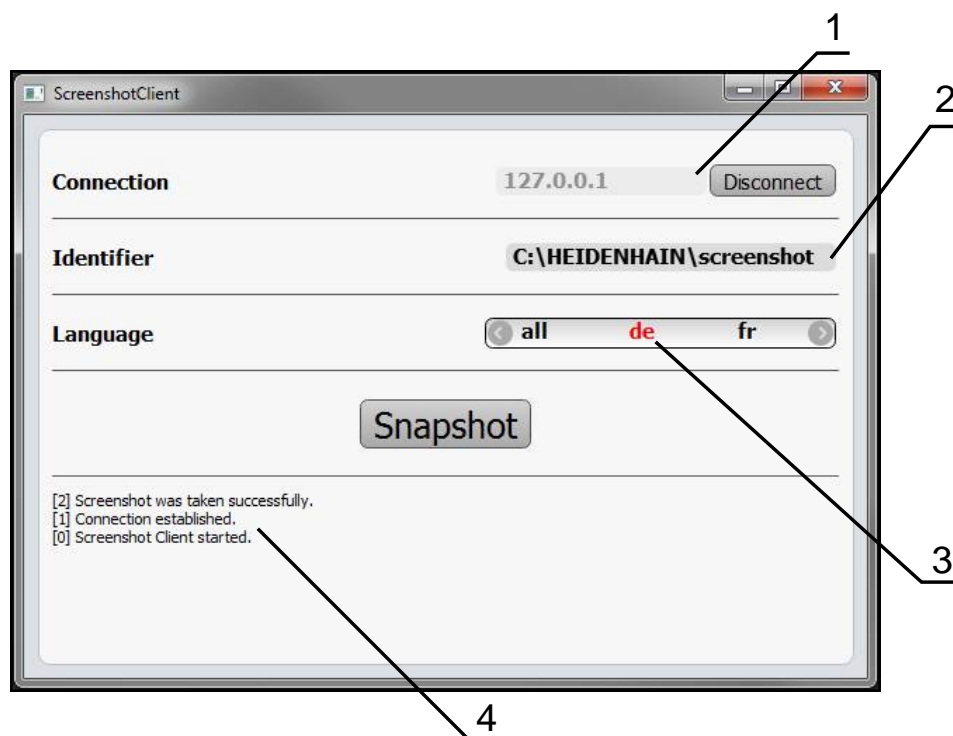 1
ScreenshotClient
2
Connection 127.0.0.1 Disconnect
Identifier C:\HEIDENHAIN\screenshot
Language all de fr
Snapshot
[2] Screenshot was taken successfully.
[1] Connection established.
[0] Screenshot Client started.
3
4